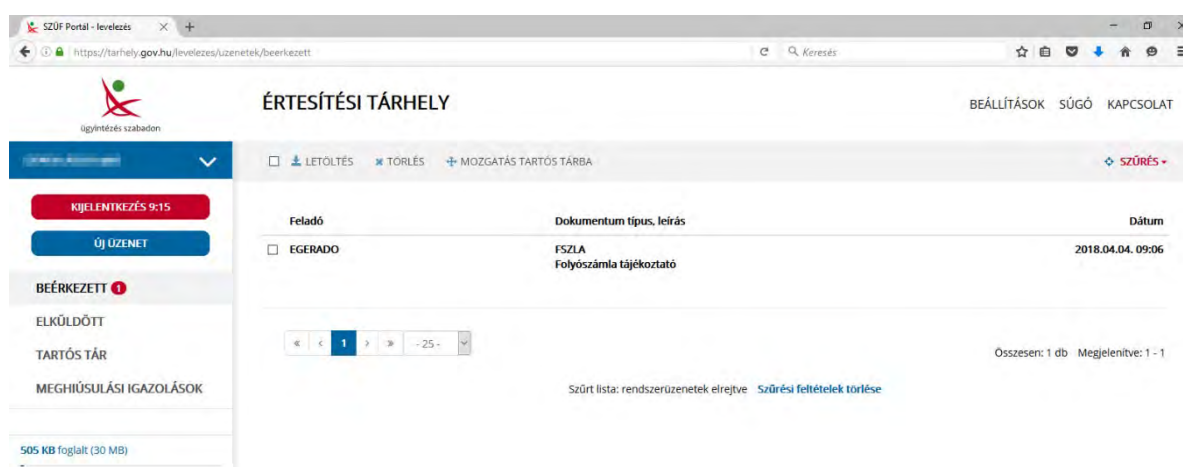 SZÜF Portál - levelezés
https://tarhely.gov.hu/levelezes/uzenetek/beerkezett
Keresés
ügyintézés szabadon
ÉRTESÍTÉSI TÁRHELY
BEÁLLÍTÁSOK SÚGÓ KAPCSOLAT
LETÖLTÉS TÖRLÉS MOZGATÁS TARTÓS TÁRBA
SZŰRÉS
KIJELENTKEZÉS 9:15
ÚJ ÜZENET
BEÉRKEZETT 1
ELKÜLDÖTT
TARTÓS TÁR
MEGHIÚSULÁSI IGAZOLÁSOK
505 KB foglalt (30 MB)
Feladó Dokumentum típus, leírás Dátum
EGERADO FSZLA 2018.04.04. 09:06
Folyószámla tájékoztató
« ‹ 1 › » - 25 -
Összesen: 1 db Megjelenítve: 1 - 1
Szűrt lista: rendszerüzenetek elrejtve Szűrési feltételek törlése